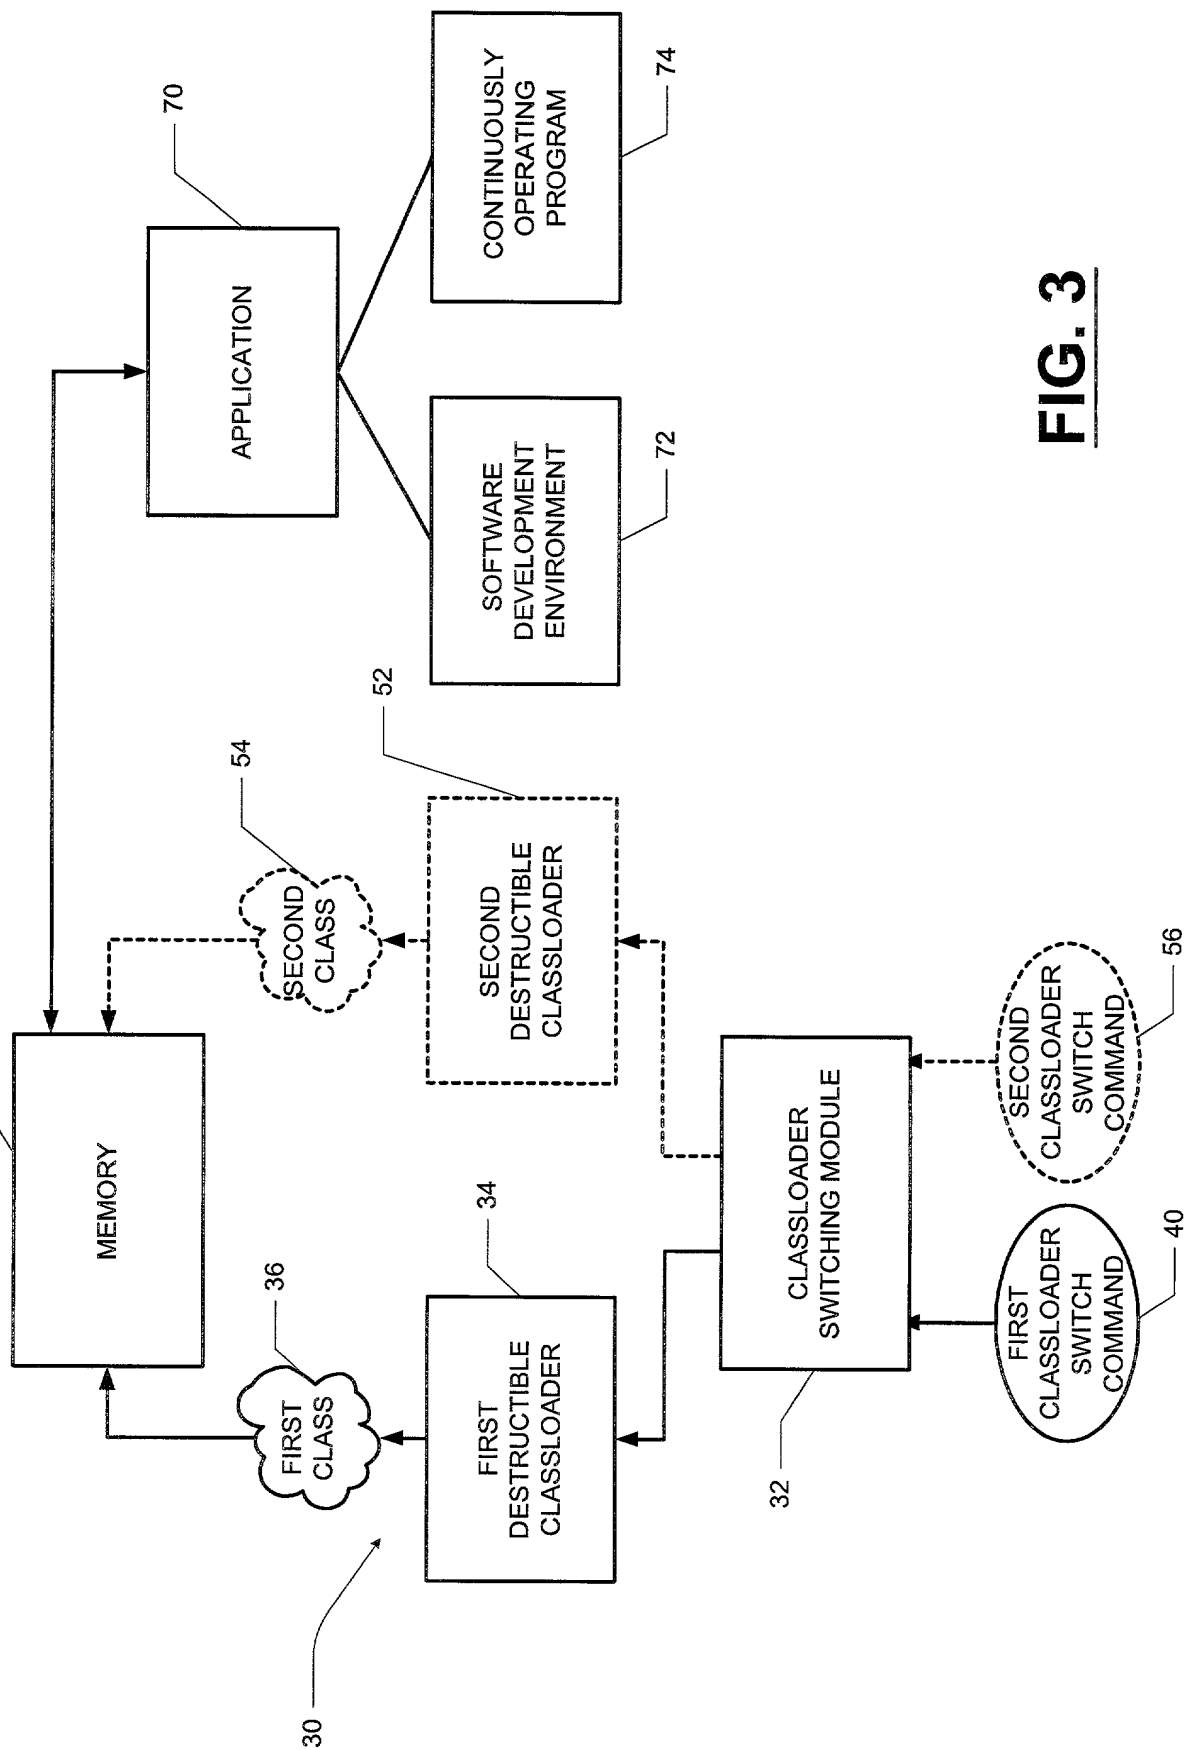 30
MEMORY
FIRST
CLASS
36
SECOND
CLASS
54
APPLICATION
70
FIRST
DESTRUCTIBLE
CLASSLOADER
34
SECOND
DESTRUCTIBLE
CLASSLOADER
52
SOFTWARE
DEVELOPMENT
ENVIRONMENT
72
CONTINUOUSLY
OPERATING
PROGRAM
74
CLASSLOADER
SWITCHING MODULE
32
FIRST
CLASSLOADER
SWITCH
COMMAND
40
SECOND
CLASSLOADER
SWITCH
COMMAND
56
FIG. 3